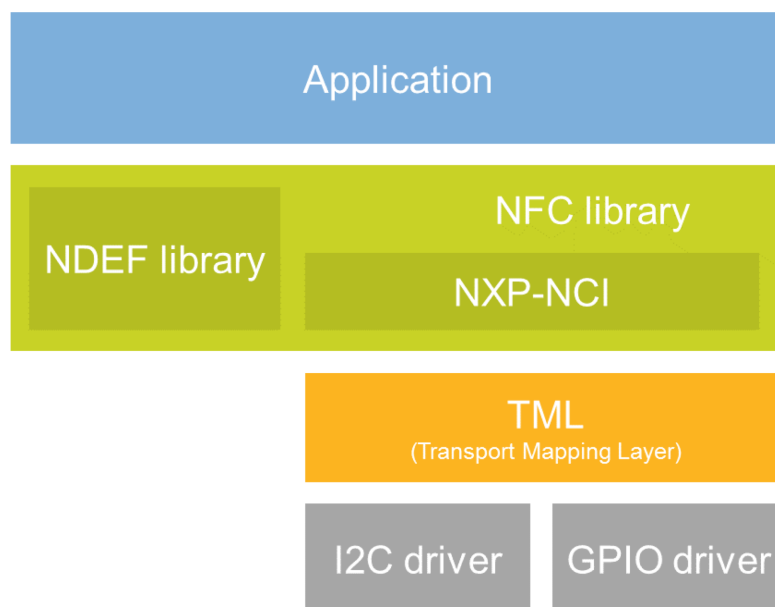 Application
NFC library
NDEF library
NXP-NCI
TML
(Transport Mapping Layer)
I2C driver
GPIO driver